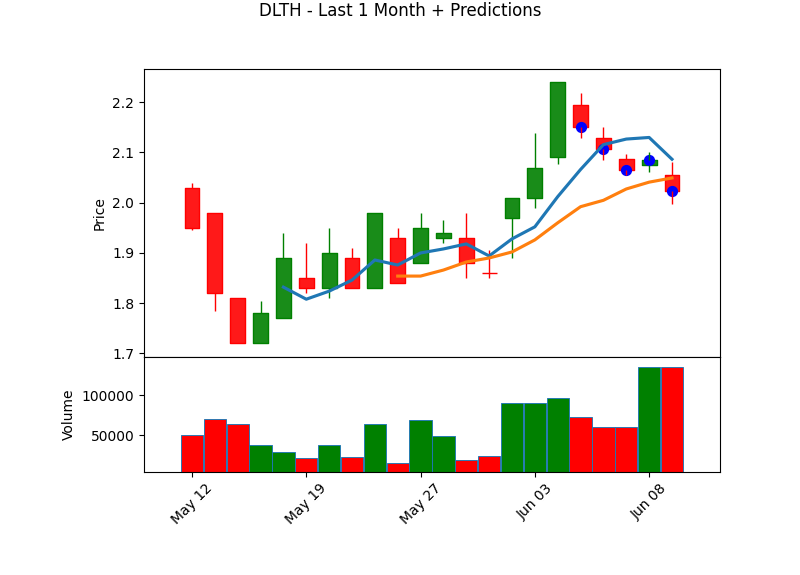 DLTH - Last 1 Month + Predictions
2.2
2.1
2.0
1.9
1.8
1.7
Price
100000
50000
Volume
May 12
May 19
May 27
Jun 03
Jun 08